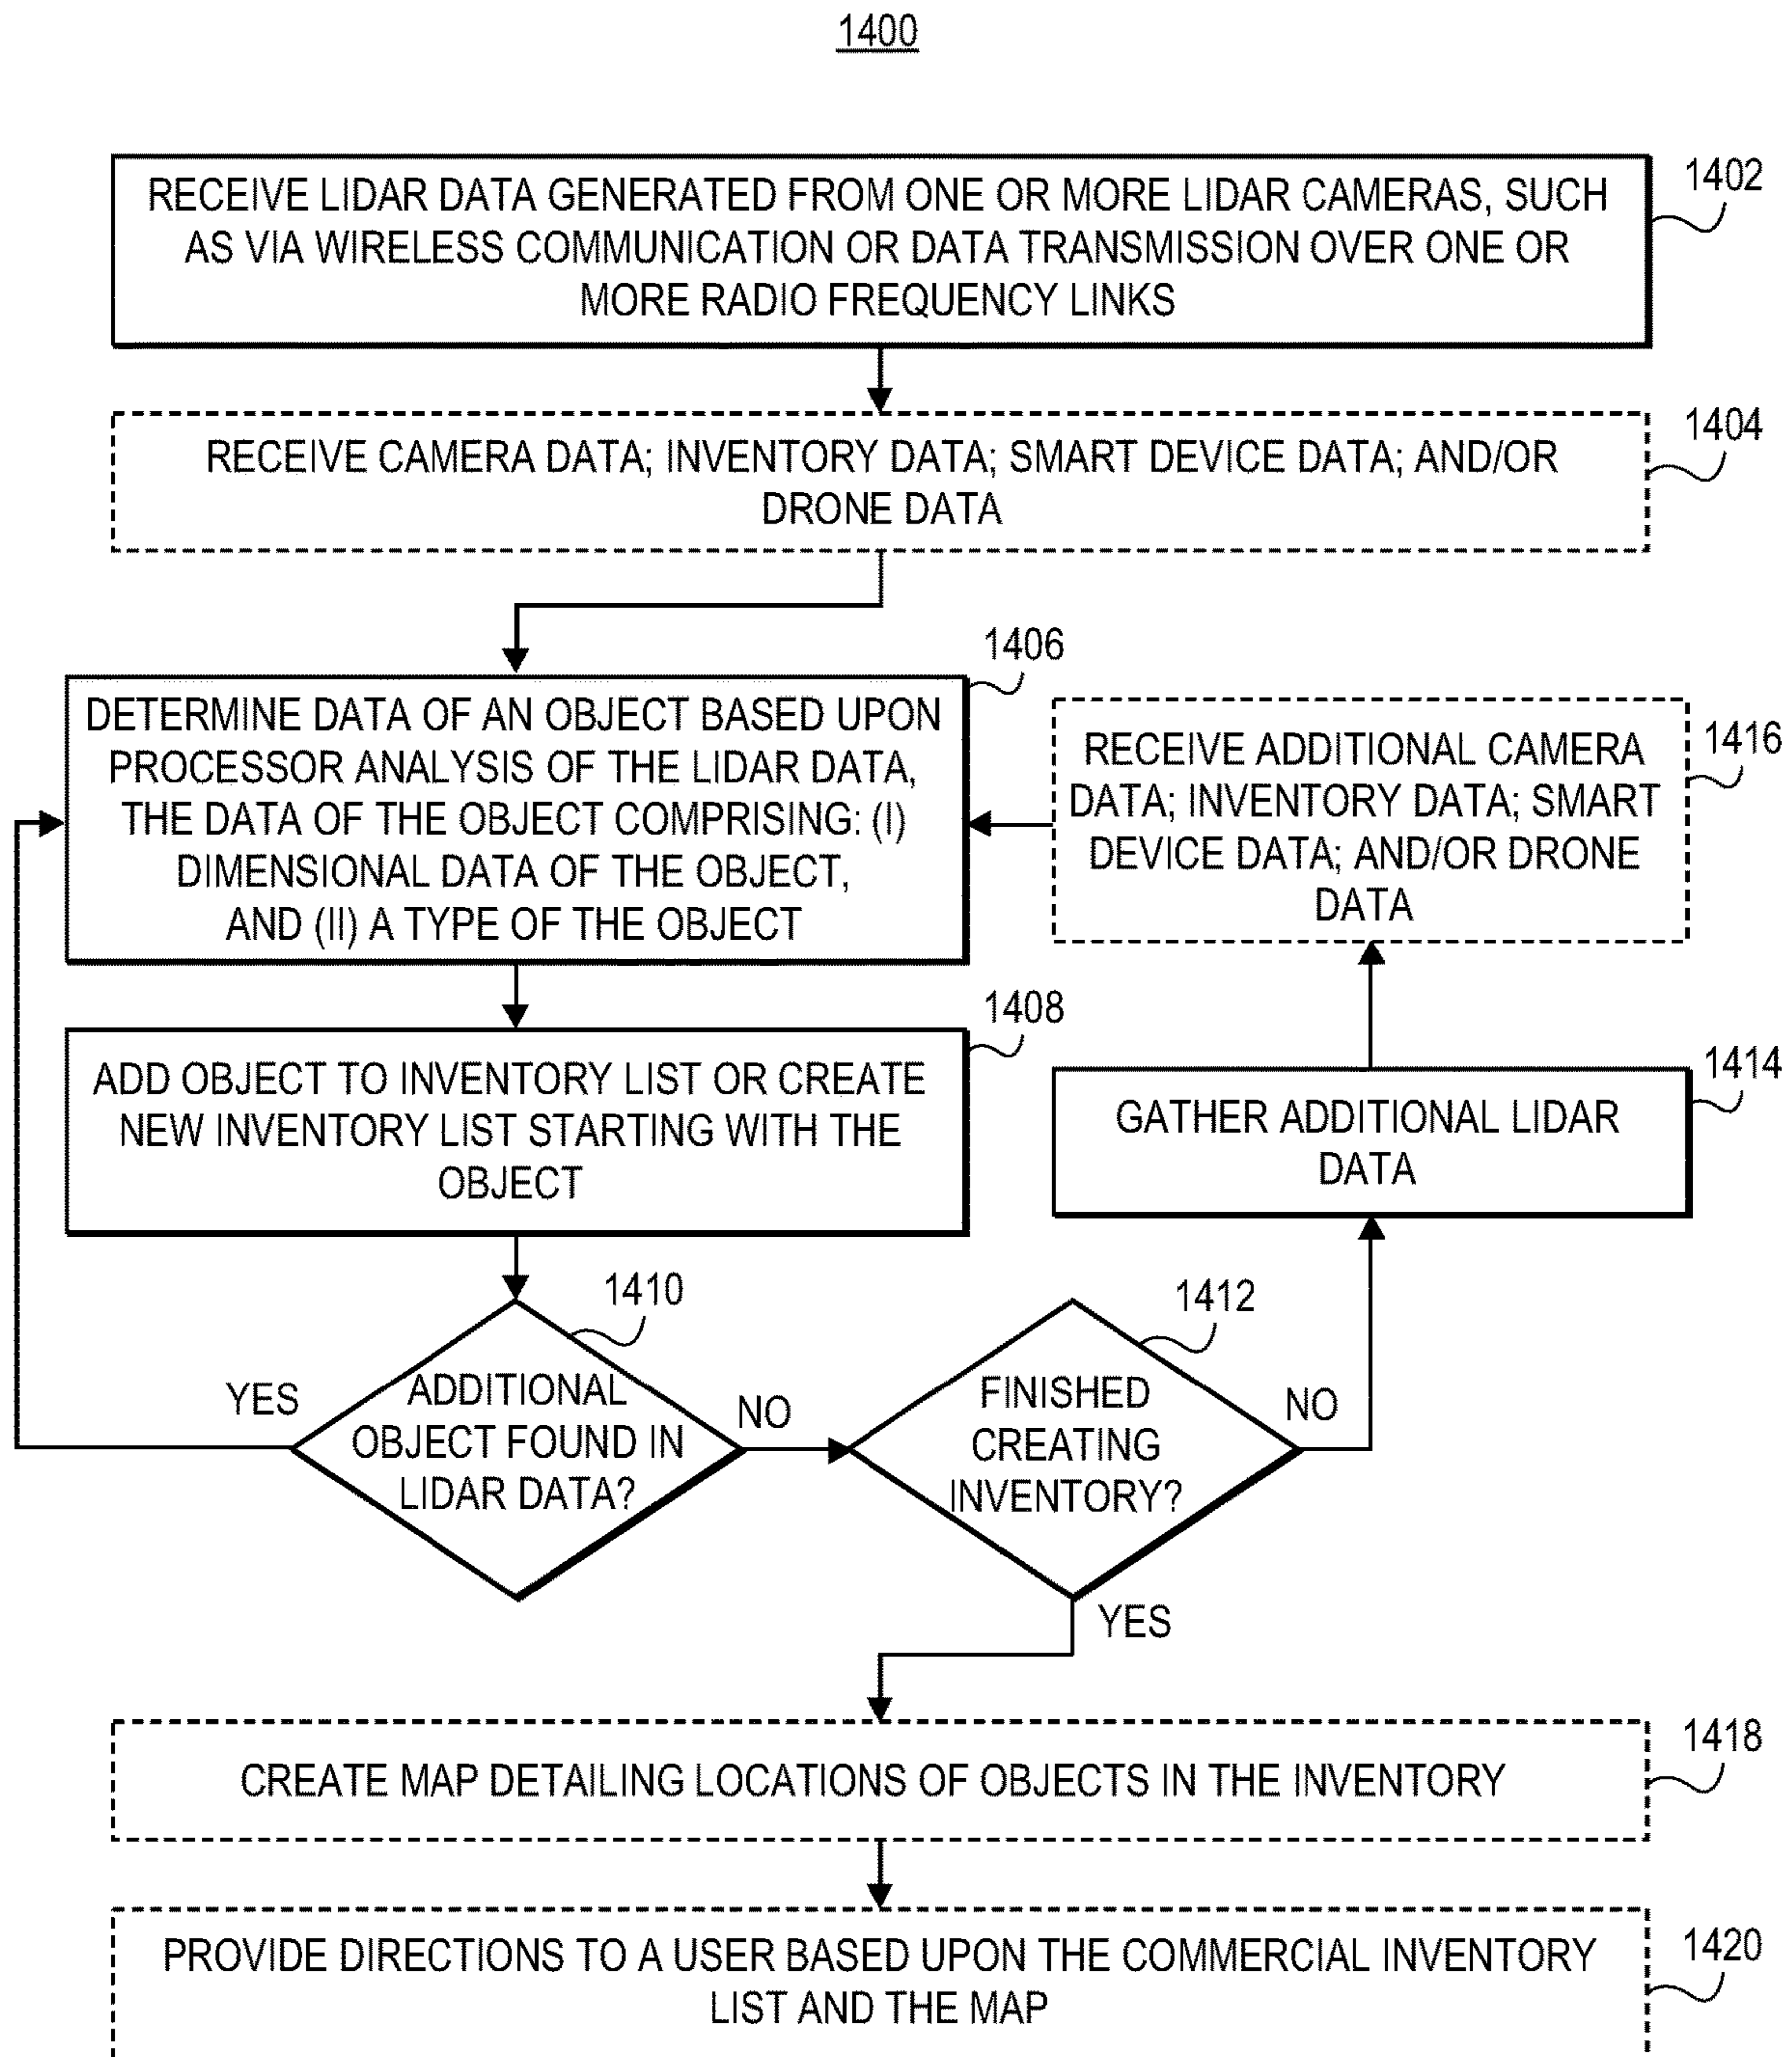 1400
RECEIVE LIDAR DATA GENERATED FROM ONE OR MORE LIDAR CAMERAS, SUCH
AS VIA WIRELESS COMMUNICATION OR DATA TRANSMISSION OVER ONE OR
MORE RADIO FREQUENCY LINKS
1402
RECEIVE CAMERA DATA; INVENTORY DATA; SMART DEVICE DATA; AND/OR
DRONE DATA
1404
DETERMINE DATA OF AN OBJECT BASED UPON
PROCESSOR ANALYSIS OF THE LIDAR DATA,
THE DATA OF THE OBJECT COMPRISING: (I)
DIMENSIONAL DATA OF THE OBJECT,
AND (II) A TYPE OF THE OBJECT
1406
RECEIVE ADDITIONAL CAMERA
DATA; INVENTORY DATA; SMART
DEVICE DATA; AND/OR DRONE
DATA
1416
ADD OBJECT TO INVENTORY LIST OR CREATE
NEW INVENTORY LIST STARTING WITH THE
OBJECT
1408
GATHER ADDITIONAL LIDAR
DATA
1414
ADDITIONAL
OBJECT FOUND IN
LIDAR DATA?
1410
YES
NO
FINISHED
CREATING
INVENTORY?
1412
NO
YES
CREATE MAP DETAILING LOCATIONS OF OBJECTS IN THE INVENTORY
1418
PROVIDE DIRECTIONS TO A USER BASED UPON THE COMMERCIAL INVENTORY
LIST AND THE MAP
1420